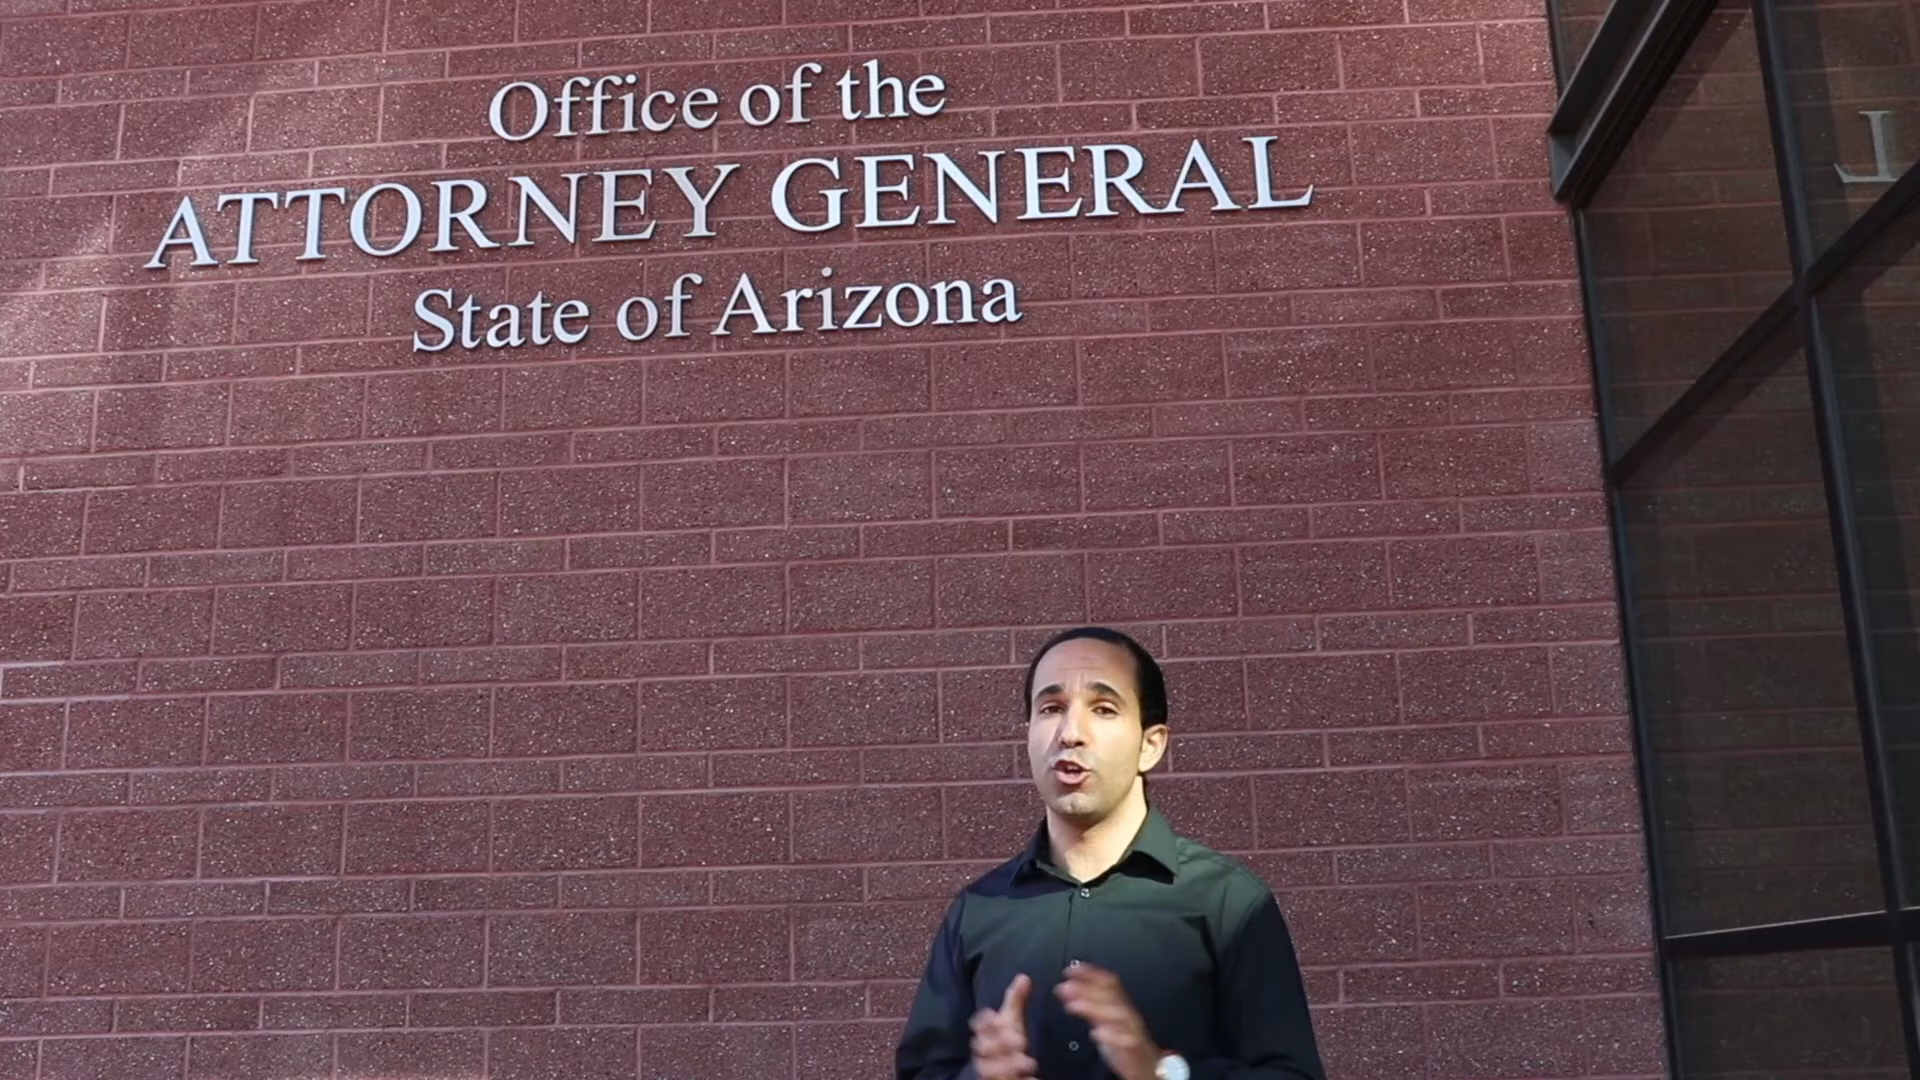 Office of the
ATTORNEY GENERAL
State of Arizona